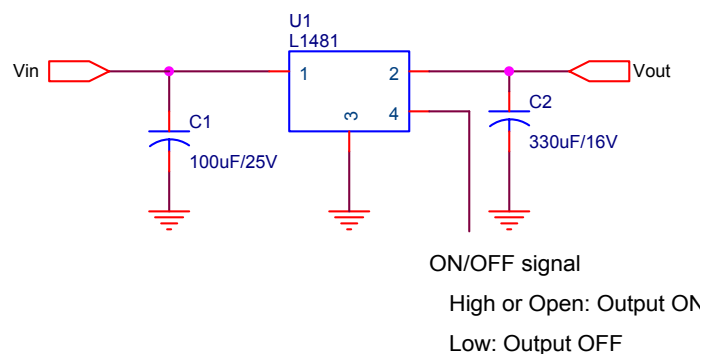 U1
L1481
Vin
1
2
Vout
3
4
C1
100uF/25V
C2
330uF/16V
ON/OFF signal
High or Open: Output ON
Low: Output OFF